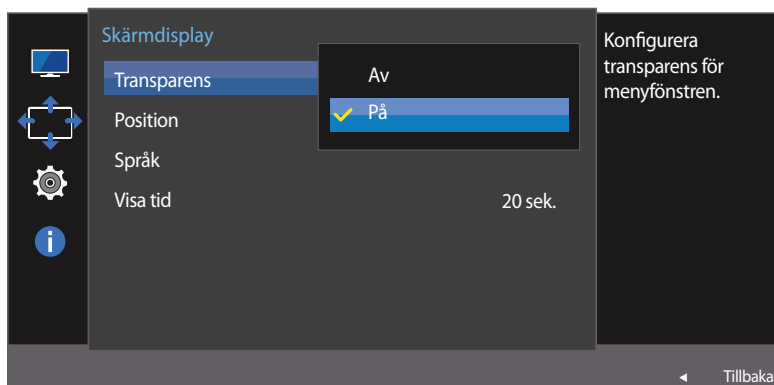 Skärmdisplay
Transparens
Av
På
Position
Språk
Visa tid 20 sek.
Konfigurera
transparens för
menyfönstren.
Tillbaka